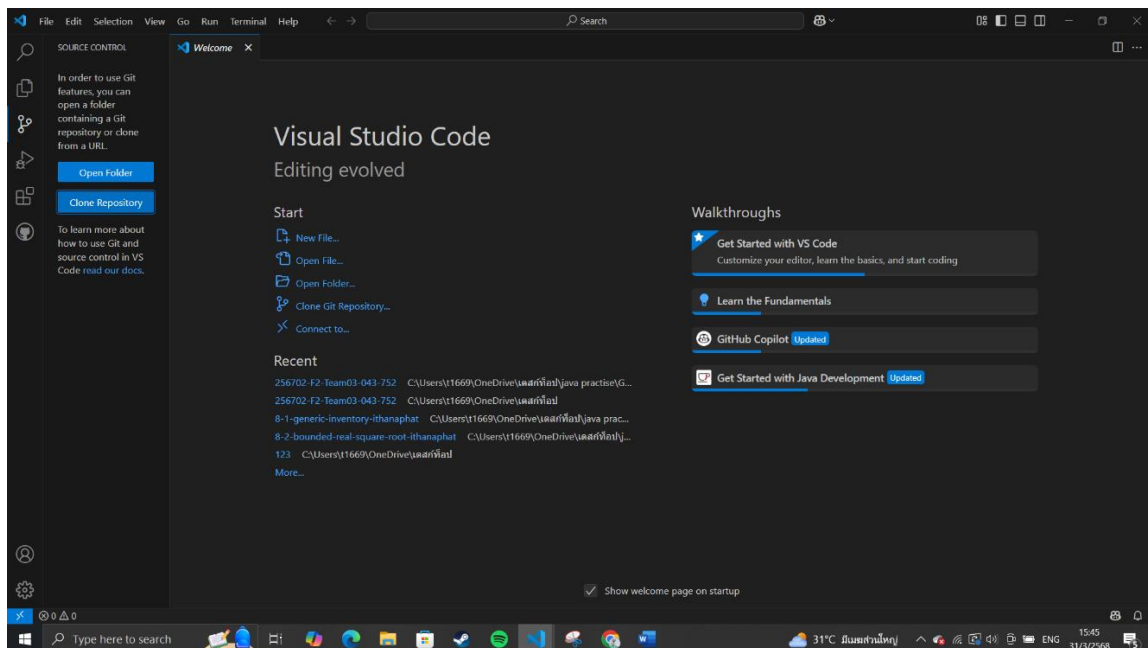 File Edit Selection View Go Run Terminal Help
Search
SOURCE CONTROL
Welcome
In order to use Git
features, you can
open a folder
containing a Git
repository or clone
from a URL.
Open Folder
Clone Repository
To learn more about
how to use Git and
source control in VS
Code read our docs.
Visual Studio Code
Editing evolved
Start
New File...
Open File...
Open Folder...
Clone Git Repository...
Connect to...
Recent
256702-F2-Team03-043-752 C:\Users\t1669\OneDrive\เดสก์ท็อป\java practise\G...
256702-F2-Team03-043-752 C:\Users\t1669\OneDrive\เดสก์ท็อป
8-1-generic-inventory-ithanaphat C:\Users\t1669\OneDrive\เดสก์ท็อป\java prac...
8-2-bounded-real-square-root-ithanaphat C:\Users\t1669\OneDrive\เดสก์ท็อป\j...
123 C:\Users\t1669\OneDrive\เดสก์ท็อป
More...
Walkthroughs
Get Started with VS Code
Customize your editor, learn the basics, and start coding
Learn the Fundamentals
GitHub Copilot Updated
Get Started with Java Development Updated
Show welcome page on startup
0 0
Type here to search
31°C มีเมฆส่วนใหญ่
ENG
15:45
31/3/2568